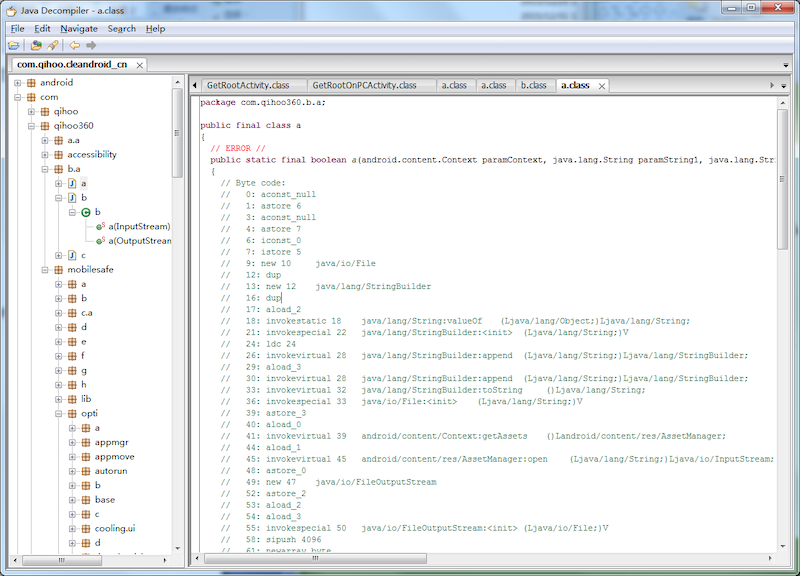 Java Decompiler - a.class
File Edit Navigate Search Help
com.qihoo.cleandroid_cn
android
com
qihoo
qihoo360
a.a
accessibility
b.a
a
b
b
a(InputStream)
a(OutputStrean
c
mobilesafe
a
b
c.a
d
e
f
g
h
lib
opti
a
appmgr
appmove
autorun
b
base
c
cooling.ui
d
GetRootActivity.class GetRootOnPCActivity.class a.class a.class b.class a.class
package com.qihoo360.b.a;
public final class a
{
// ERROR //
public static final boolean a(android.content.Context paramContext, java.lang.String paramString1, java.lang.Stri
{
// Byte code:
// 0: aconst_null
// 1: astore 6
// 3: aconst_null
// 4: astore 7
// 6: iconst_0
// 7: istore 5
// 9: new 10 java/io/File
// 12: dup
// 13: new 12 java/lang/StringBuilder
// 16: dup
// 17: aload_2
// 18: invokestatic 18 java/lang/String:valueOf (Ljava/lang/Object;)Ljava/lang/String;
// 21: invokespecial 22 java/lang/StringBuilder:<init> (Ljava/lang/String;)V
// 24: ldc 24
// 26: invokevirtual 28 java/lang/StringBuilder:append (Ljava/lang/String;)Ljava/lang/StringBuilder;
// 29: aload_3
// 30: invokevirtual 28 java/lang/StringBuilder:append (Ljava/lang/String;)Ljava/lang/StringBuilder;
// 33: invokevirtual 32 java/lang/StringBuilder:toString ()Ljava/lang/String;
// 36: invokespecial 33 java/io/File:<init> (Ljava/lang/String;)V
// 39: astore_3
// 40: aload_0
// 41: invokevirtual 39 android/content/Context:getAssets ()Landroid/content/res/AssetManager;
// 44: aload_1
// 45: invokevirtual 45 android/content/res/AssetManager:open (Ljava/lang/String;)Ljava/io/InputStream;
// 48: astore_0
// 49: new 47 java/io/FileOutputStream
// 52: astore_2
// 53: aload_2
// 54: aload_3
// 55: invokespecial 50 java/io/FileOutputStream:<init> (Ljava/io/File;)V
// 58: sipush 4096
// 61: newarray byte